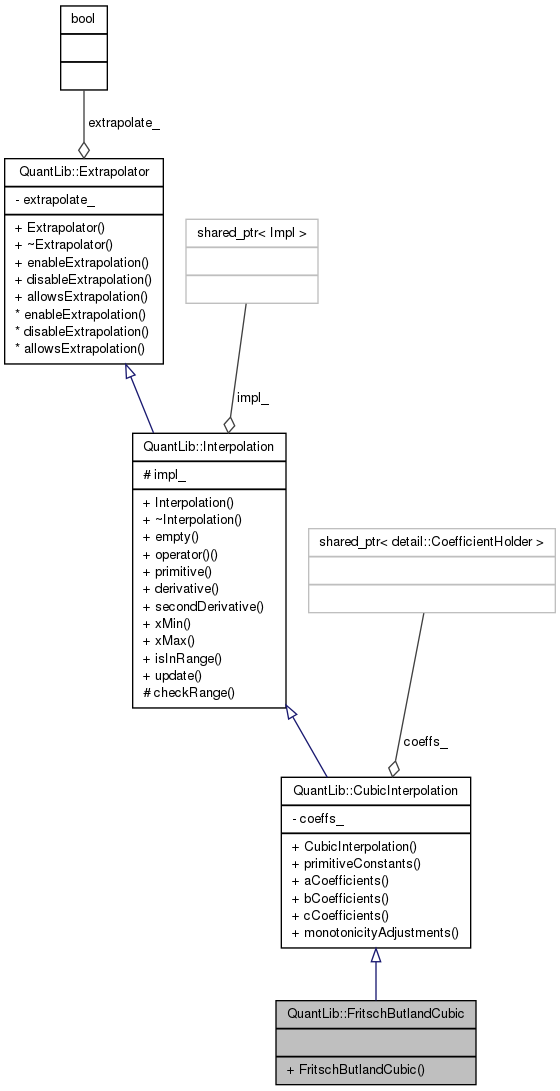 bool
extrapolate_
QuantLib::Extrapolator
- extrapolate_
+ Extrapolator()
+ ~Extrapolator()
+ enableExtrapolation()
+ disableExtrapolation()
+ allowsExtrapolation()
* enableExtrapolation()
* disableExtrapolation()
* allowsExtrapolation()
shared_ptr< Impl >
impl_
QuantLib::Interpolation
# impl_
+ Interpolation()
+ ~Interpolation()
+ empty()
+ operator()()
+ primitive()
+ derivative()
+ secondDerivative()
+ xMin()
+ xMax()
+ isInRange()
+ update()
# checkRange()
shared_ptr< detail::CoefficientHolder >
coeffs_
QuantLib::CubicInterpolation
- coeffs_
+ CubicInterpolation()
+ primitiveConstants()
+ aCoefficients()
+ bCoefficients()
+ cCoefficients()
+ monotonicityAdjustments()
QuantLib::FritschButlandCubic
+ FritschButlandCubic()